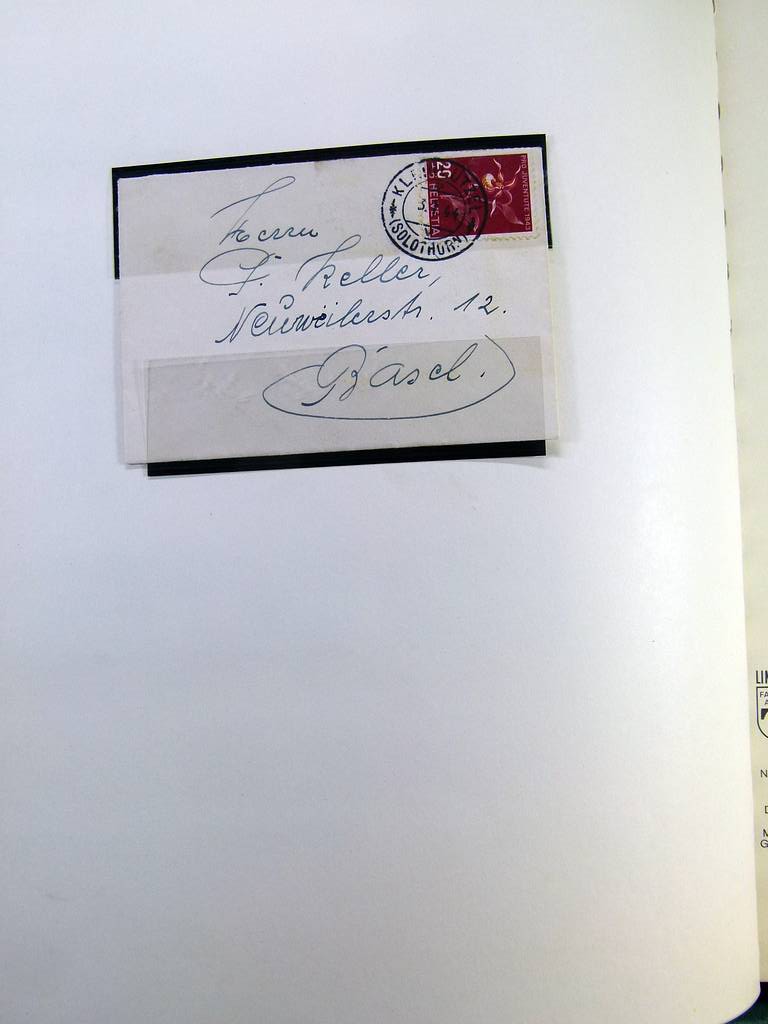 Herrn
Keller,
Neuweilerstr. 12.
Basel.
(SOLOTHURN)
20
HELVETIA
PRO JUVENTUTE 1943